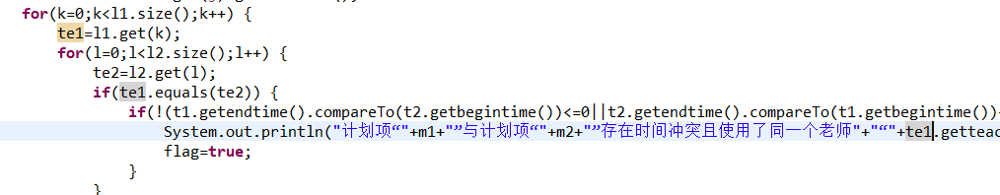 for(k=0;k<l1.size();k++) {
te1=l1.get(k);
for(l=0;l<l2.size();l++) {
te2=l2.get(l);
if(te1.equals(te2)) {
if(!(t1.getendtime().compareTo(t2.getbegintime())<=0||t2.getendtime().compareTo(t1.getbegintime())
System.out.println("计划项“"+m1+"”与计划项“"+m2+"”存在时间冲突且使用了同一个老师"+"“"+te1.getteac
flag=true;
}
}